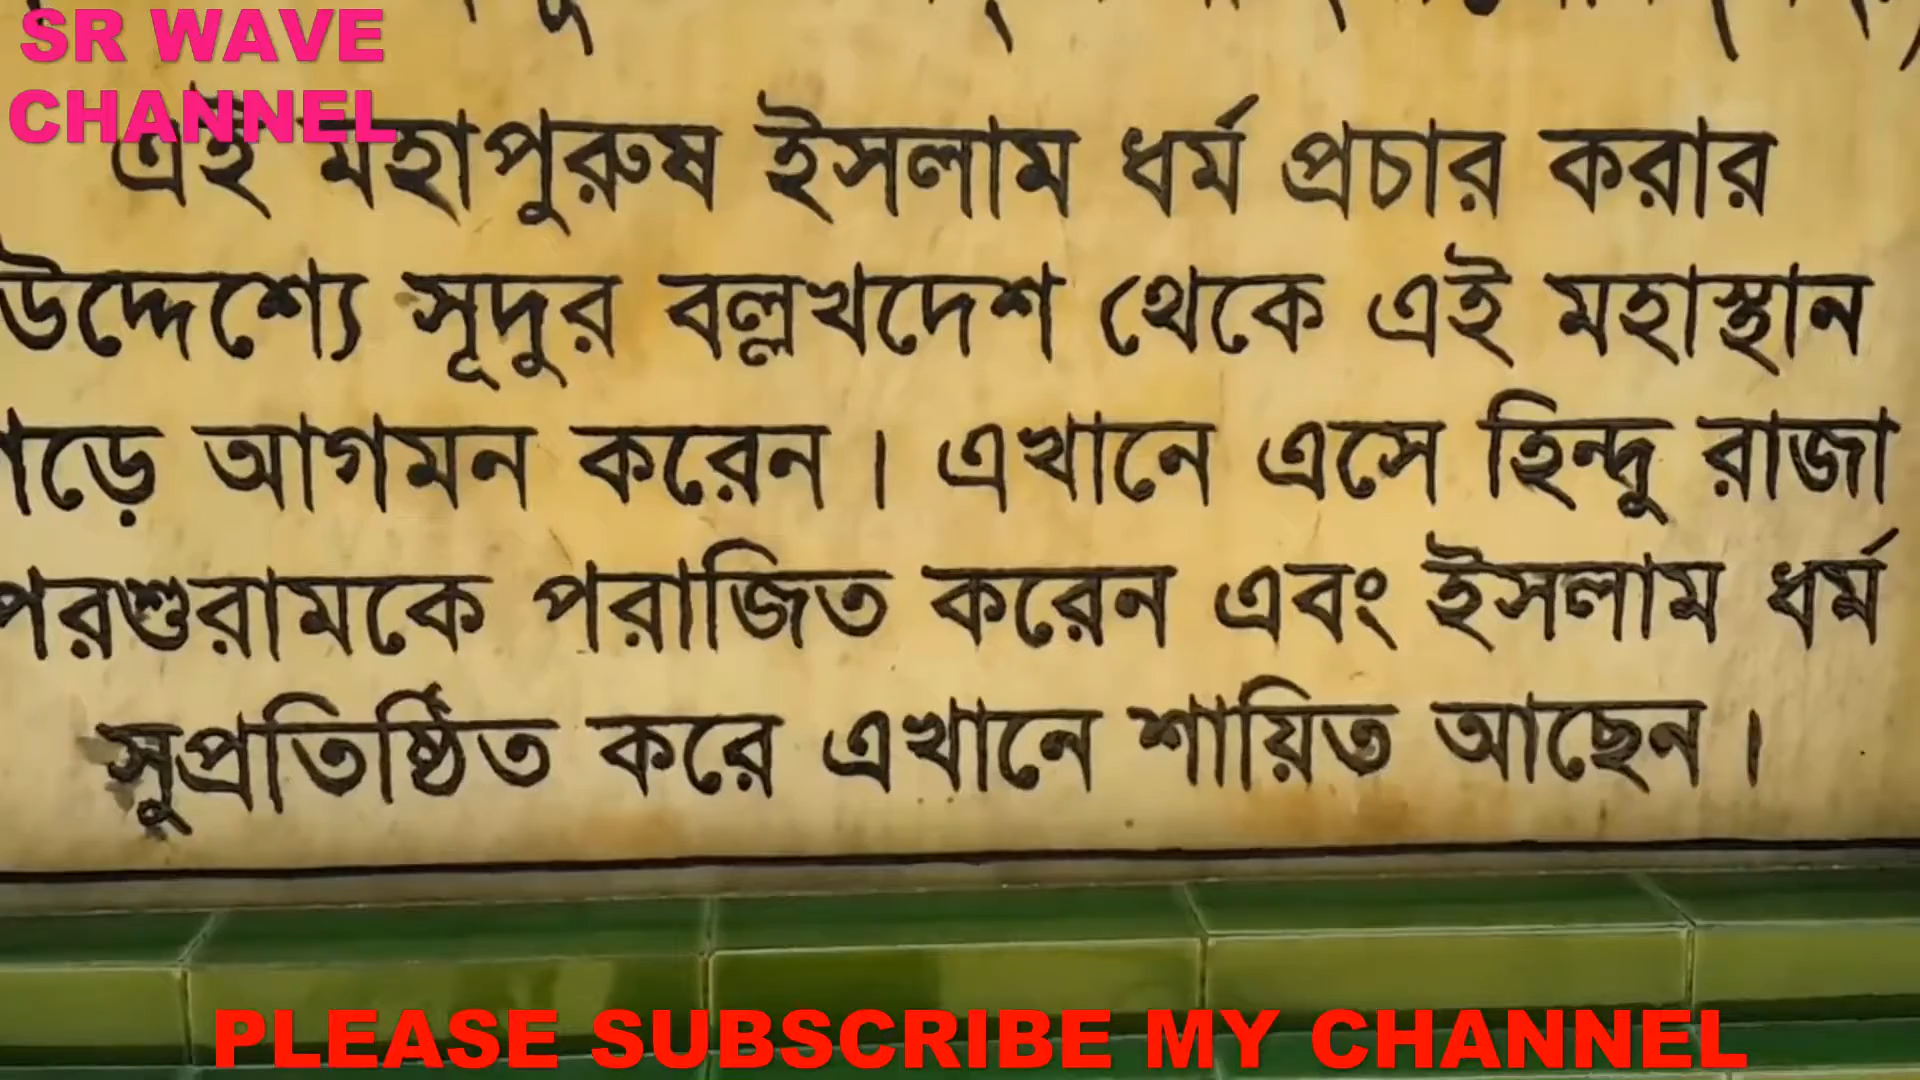 SR WAVE
CHANNEL
এই মহাপুরুষ ইসলাম ধর্ম প্রচার করার
উদ্দেশ্যে সূদুর বল্লখদেশ থেকে এই মহাস্থান
গড়ে আগমন করেন । এখানে এসে হিন্দু রাজা
পরশুরামকে পরাজিত করেন এবং ইসলাম ধর্ম
সুপ্রতিষ্ঠিত করে এখানে শায়িত আছেন ।
PLEASE SUBSCRIBE MY CHANNEL